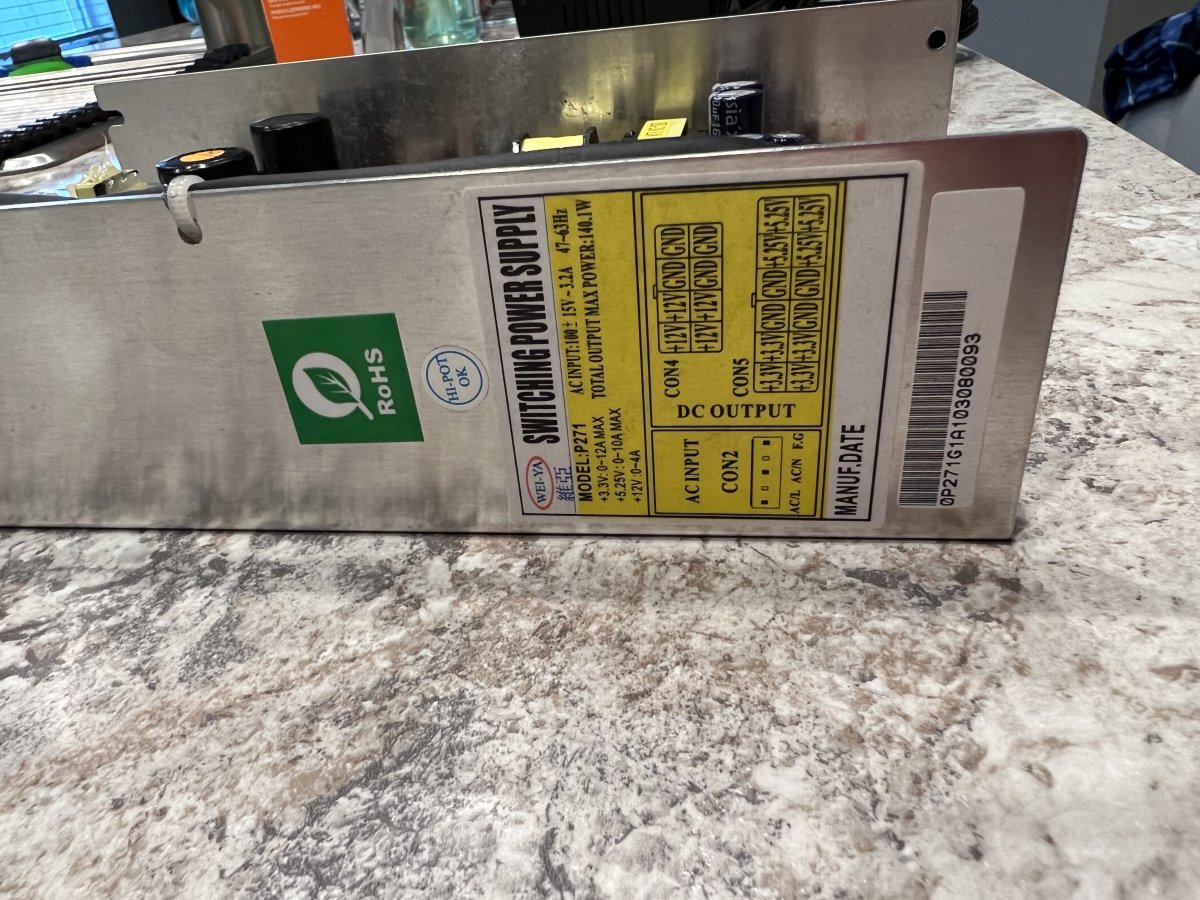 WEI-YA
維亞
SWITCHING POWER SUPPLY
MODEL:P271
AC INPUT:100 ± 15V ~ 3.2A 47-63Hz
+3.3V: 0~12A MAX
TOTAL OUTPUT MAX POWER:140.1W
+5.25V: 0~10A MAX
+12V :0~4A
AC INPUT
CON2
AC/L AC/N F.G
CON4
+12V +12V GND GND
+12V +12V GND GND
CON5
+3.3V +3.3V GND GND +5.25V +5.25V
+3.3V +3.3V GND GND +5.25V +5.25V
DC OUTPUT
MANUF.DATE
0P271G1A103080093
HI-POT
OK
RoHS